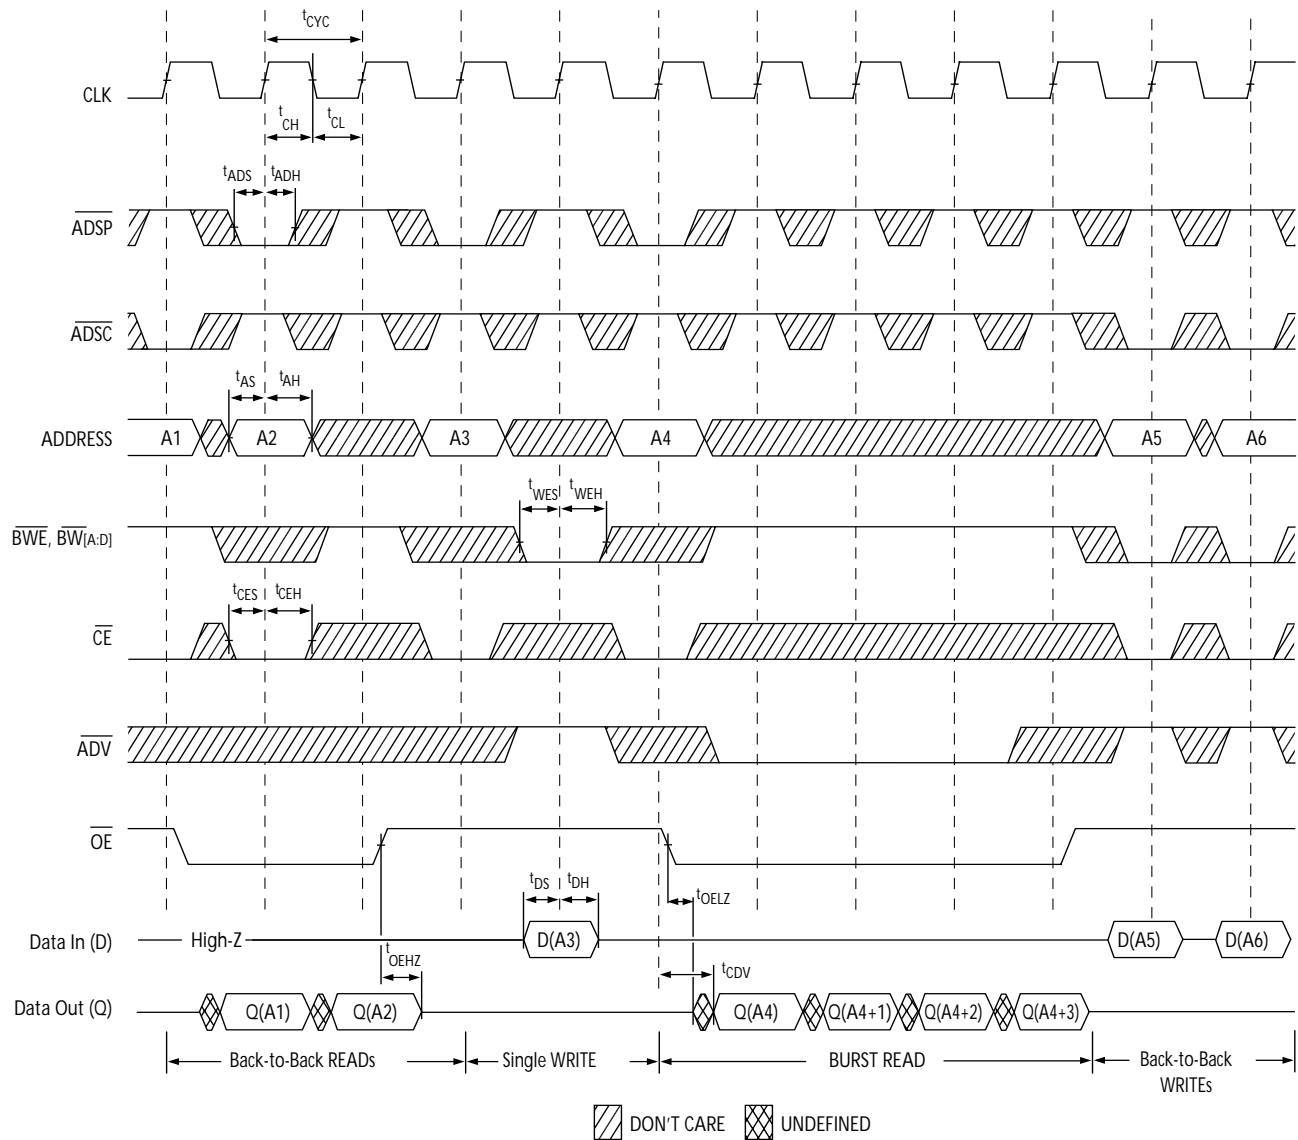 tCYC
CLK
tCH
tCL
tADS
tADH
ADSP
ADSC
tAS
tAH
ADDRESS
A1
A2
A3
A4
A5
A6
tWES
tWEH
BWE, BW[A:D]
tCES
tCEH
CE
ADV
OE
tDS
tDH
tOELZ
Data In (D)
High-Z
D(A3)
D(A5)
D(A6)
tOEHZ
tCDV
Data Out (Q)
Q(A1)
Q(A2)
Q(A4)
Q(A4+1)
Q(A4+2)
Q(A4+3)
Back-to-Back READs
Single WRITE
BURST READ
Back-to-Back
WRITEs
DON'T CARE
UNDEFINED